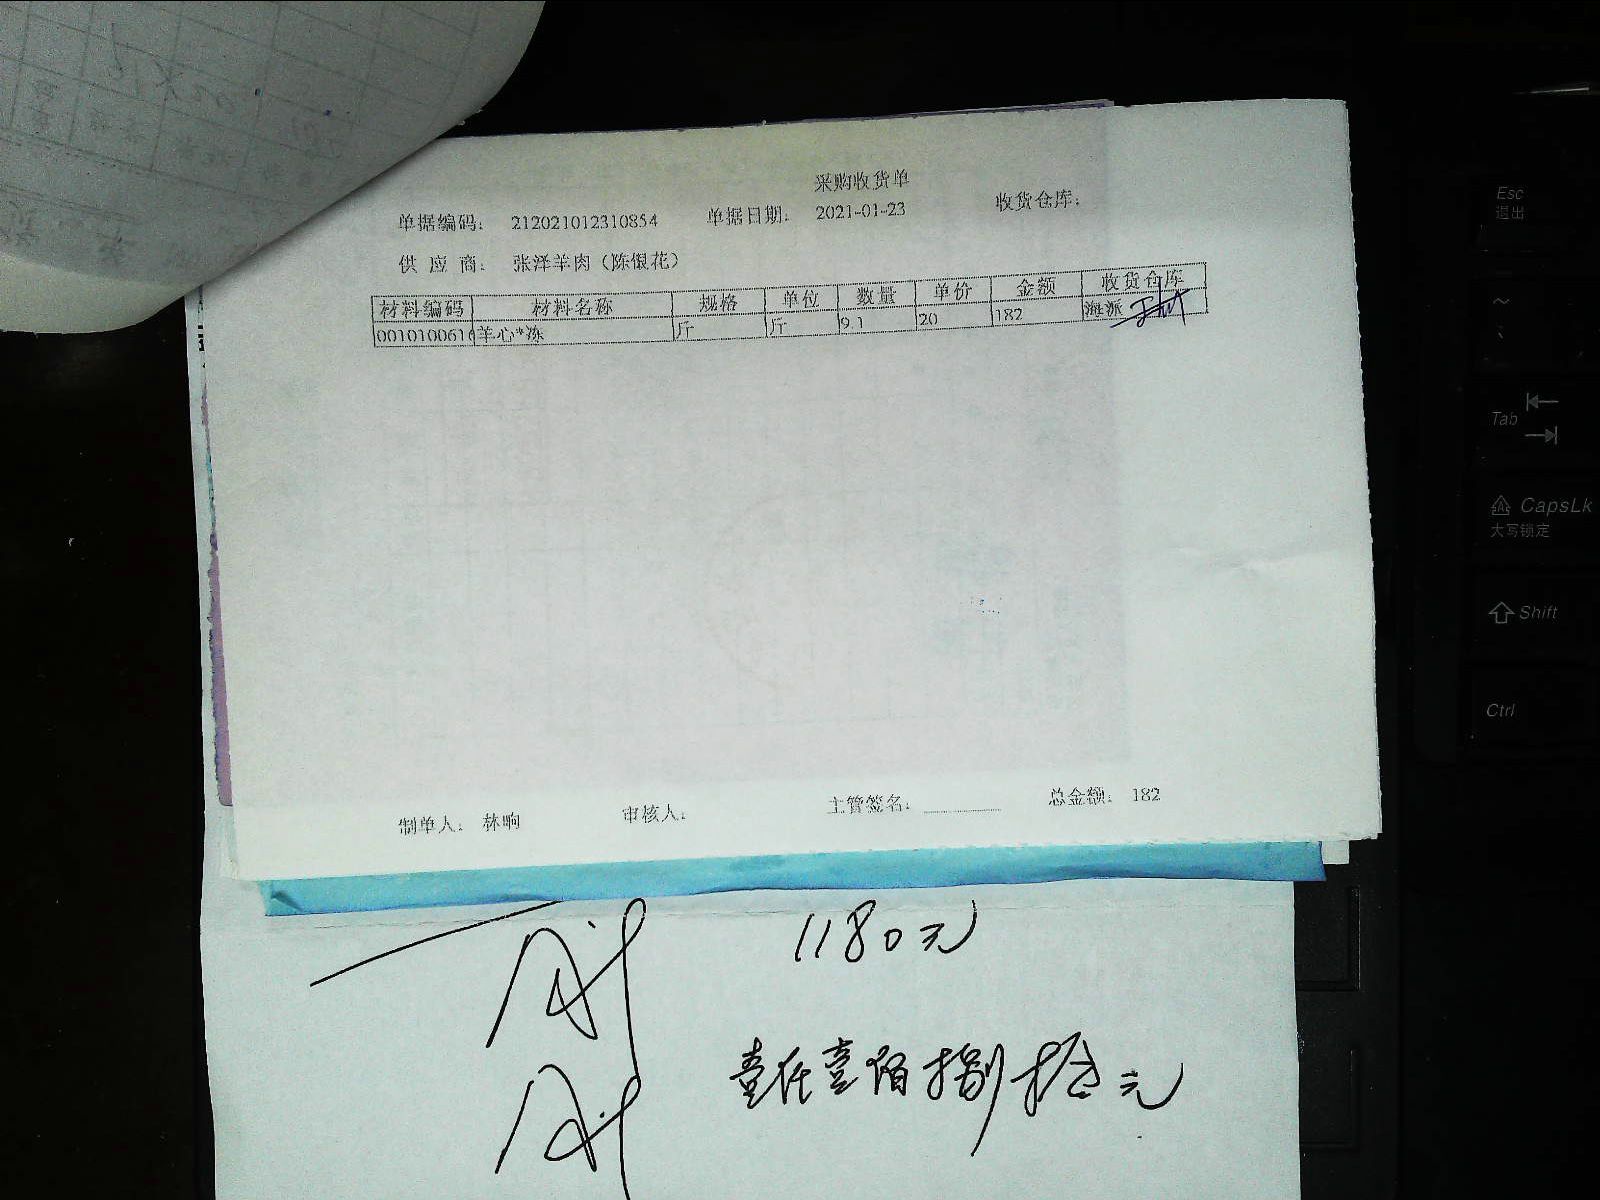 采购收货单
单据编码： 212021012310854 单据日期： 2021-01-23 收货仓库：
供 应 商： 张泽羊肉（陈银花）
材料编码 材料名称 规格 单位 数量 单价 金额 收货仓库
0010100616 羊心*冻 斤 斤 9.1 20 182 海派
制单人： 林晌 审核人： 主管签名： 总金额： 182
1180元
壹仟壹佰捌拾元
Esc
退出
~
Tab
CapsLk
大写锁定
Shift
Ctrl